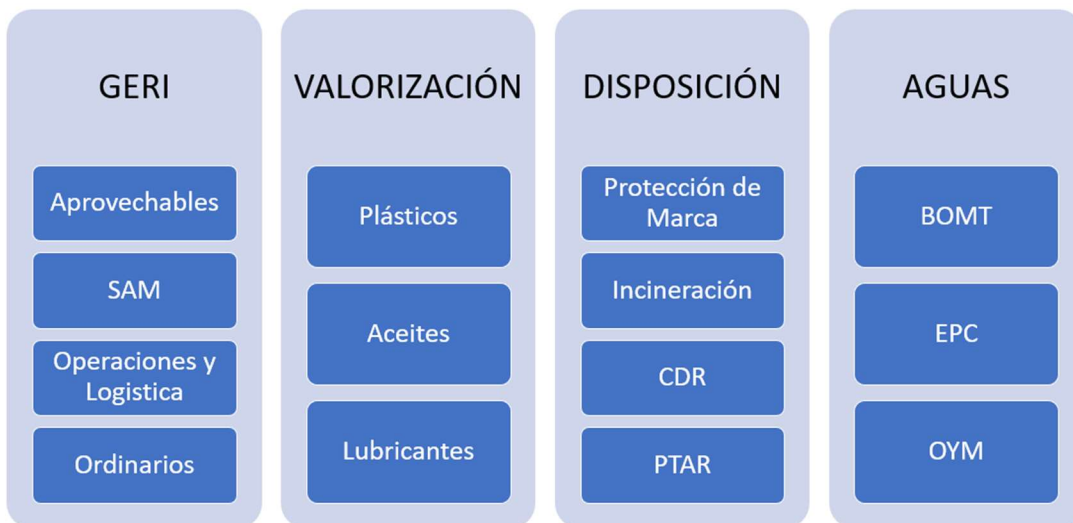 GERI
Aprovechables
SAM
Operaciones y
Logistica
Ordinarios
VALORIZACIÓN
Plásticos
Aceites
Lubricantes
DISPOSICIÓN
Protección de
Marca
Incineración
CDR
PTAR
AGUAS
BOMT
EPC
OYM